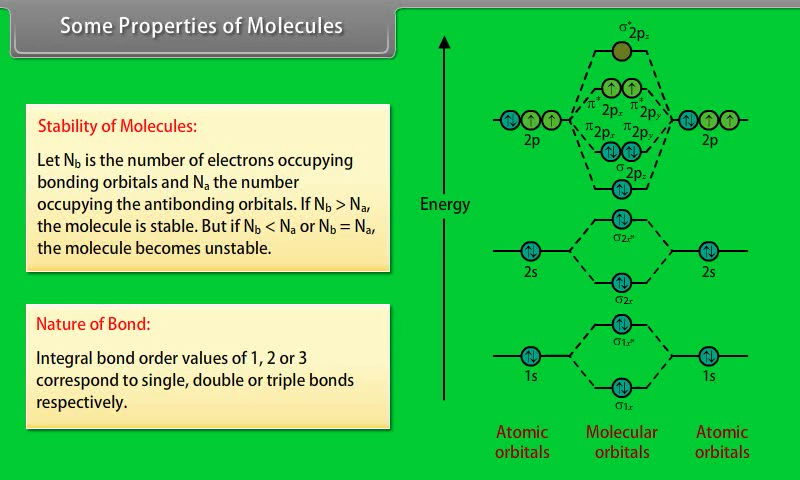 Some Properties of Molecules
Stability of Molecules:
Let Nb is the number of electrons occupying
bonding orbitals and Na the number
occupying the antibonding orbitals. If Nb > Na,
the molecule is stable. But if Nb < Na or Nb = Na,
the molecule becomes unstable.
Nature of Bond:
Integral bond order values of 1, 2 or 3
correspond to single, double or triple bonds
respectively.
Energy
σ*2pz
π*2px π*2py
2p 2p
π2px π2py
σ2pz
σ2s*
2s 2s
σ2s
σ1s*
1s 1s
σ1s
Atomic Molecular Atomic
orbitals orbitals orbitals